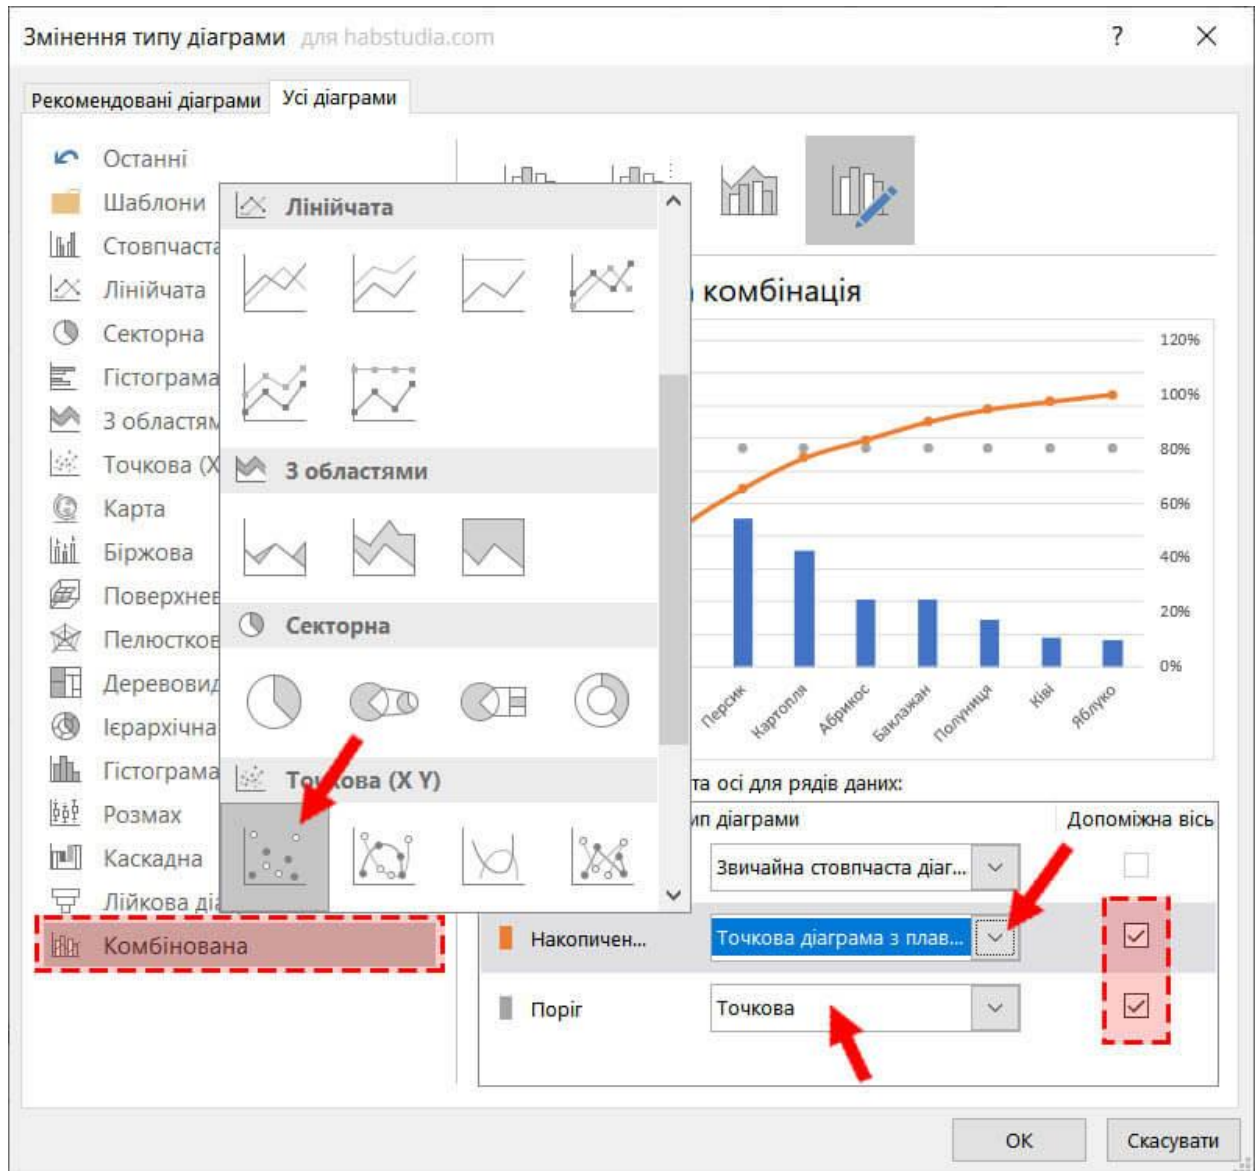 Змінення типу діаграми для habstudia.com
Рекомендовані діаграми Усі діаграми
Останні
Шаблони
Стовпчаста
Лінійчата
Секторна
Гістограма
З областям
Точкова (X
Карта
Біржова
Поверхнев
Пелюстков
Деревовид
Ієрархічна
Гістограма
Розмах
Каскадна
Лійкова діа
Комбінована
Лінійчата
З областями
Секторна
Точкова (X Y)
комбінація
120%
100%
80%
60%
40%
20%
0%
Персик
Картопля
Абрикос
Баклажан
Полуниця
Ківі
Яблуко
та осі для рядів даних:
ип діаграми Допоміжна вісь
Звичайна стовпчаста діаг...
Накопичен... Точкова діаграма з плав...
Поріг Точкова
ОК Скасувати